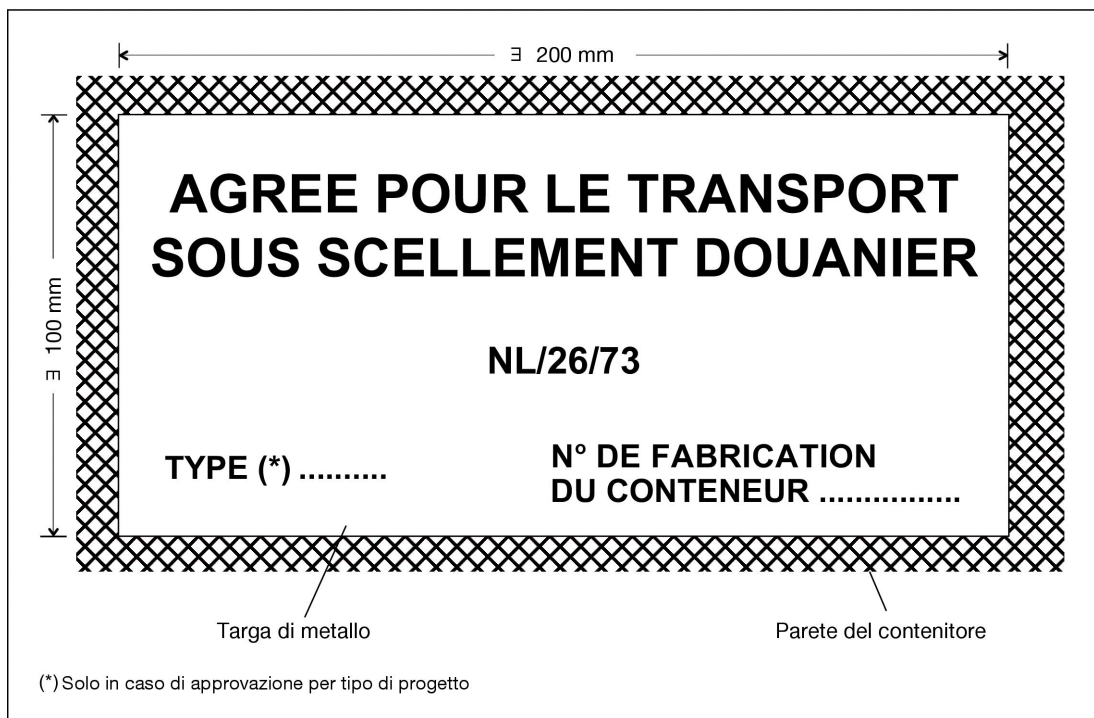 ∃ 200 mm
∃ 100 mm
AGREE POUR LE TRANSPORT
SOUS SCELLEMENT DOUANIER
NL/26/73
TYPE (*) ..........
Nº DE FABRICATION
DU CONTENEUR ................
Targa di metallo
Parete del contenitore
(*) Solo in caso di approvazione per tipo di progetto